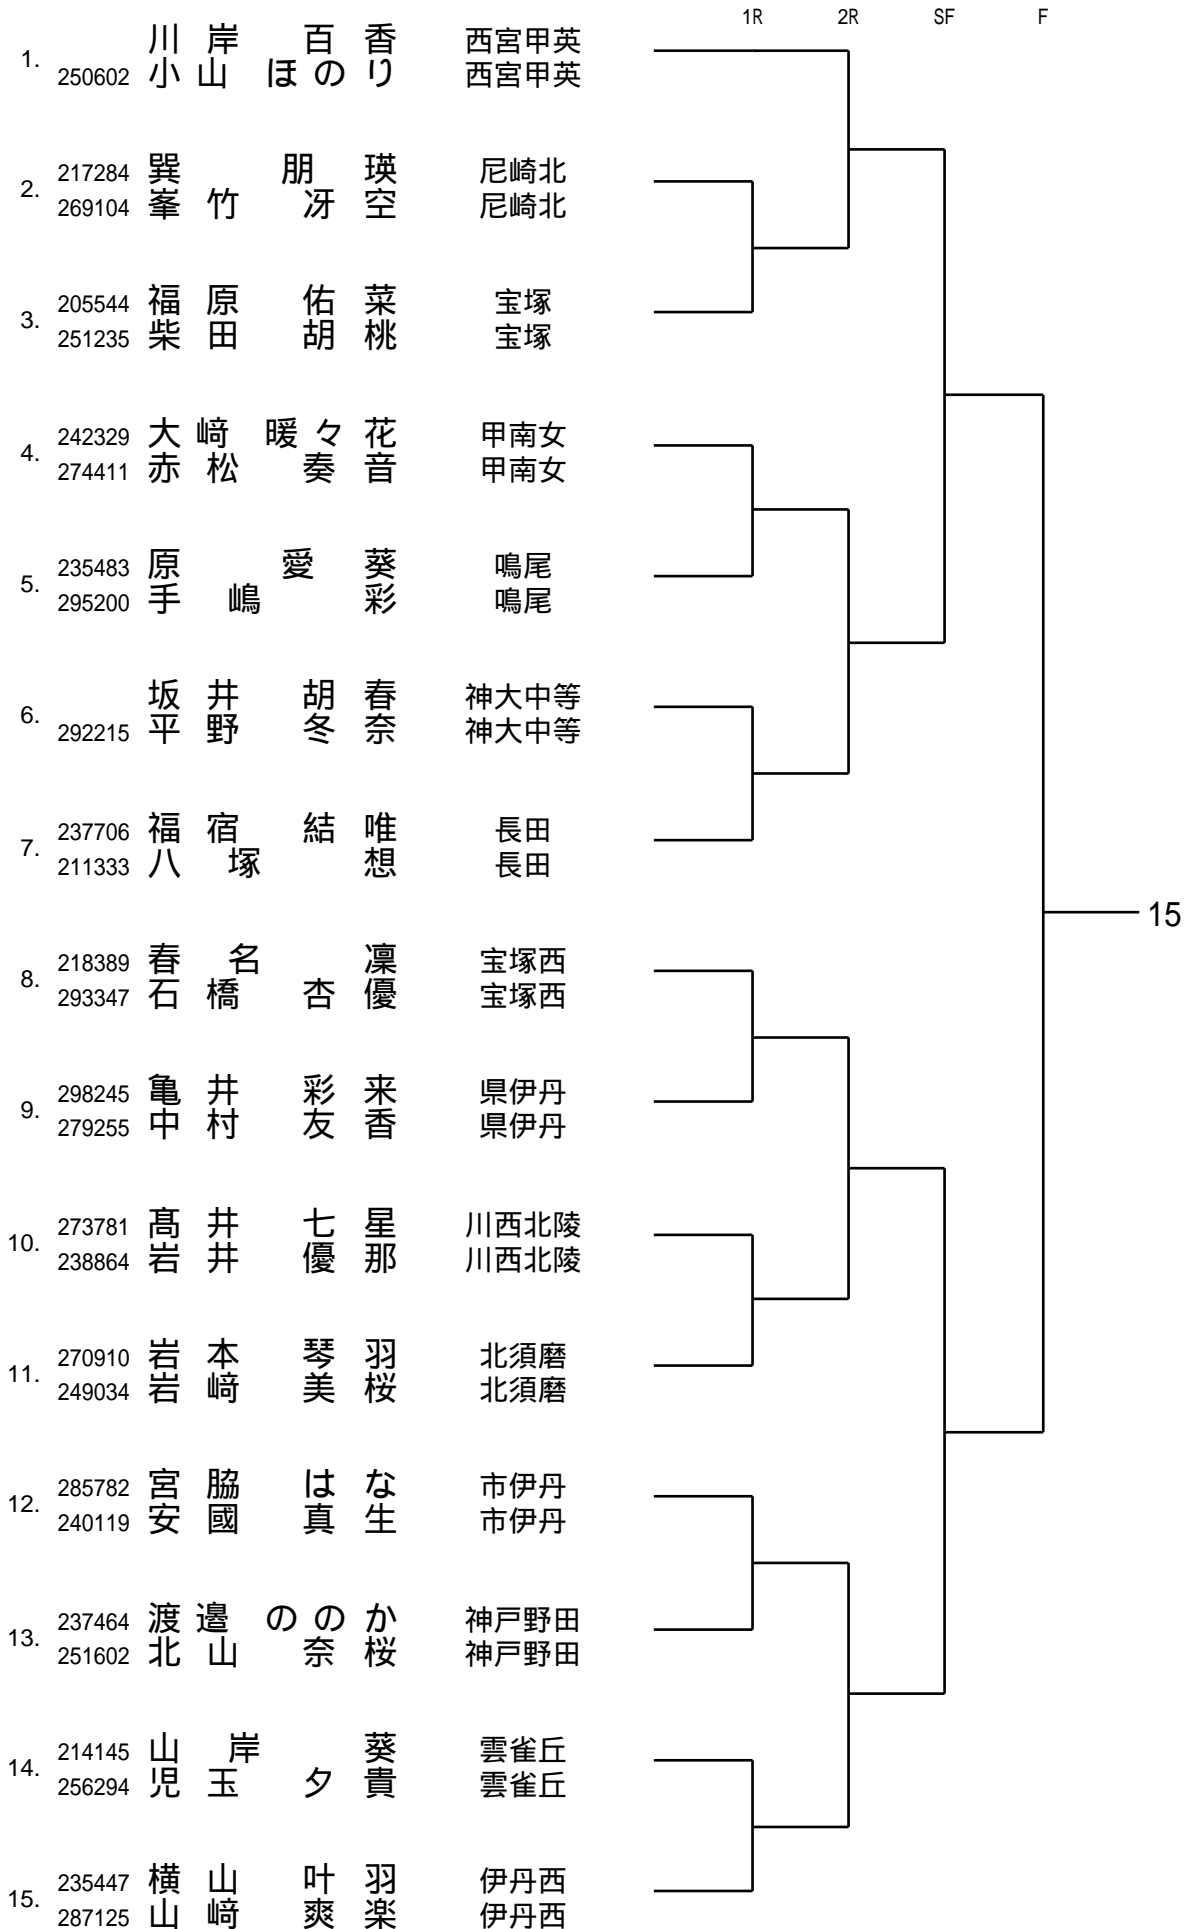 1R 2R SF F
1. 川岸 百香 西宮甲英
250602 小山 ほのり 西宮甲英
2. 217284 巽 朋瑛 尼崎北
269104 峯竹 冴空 尼崎北
3. 205544 福原 佑菜 宝塚
251235 柴田 胡桃 宝塚
4. 242329 大﨑 暖々花 甲南女
274411 赤松 奏音 甲南女
5. 235483 原 愛葵 鳴尾
295200 手嶋 彩 鳴尾
6. 坂井 胡春 神大中等
292215 平野 冬奈 神大中等
7. 237706 福宿 結唯 長田
211333 八塚 想 長田
15
8. 218389 春名 凛 宝塚西
293347 石橋 杏優 宝塚西
9. 298245 亀井 彩来 県伊丹
279255 中村 友香 県伊丹
10. 273781 髙井 七星 川西北陵
238864 岩井 優那 川西北陵
11. 270910 岩本 琴羽 北須磨
249034 岩﨑 美桜 北須磨
12. 285782 宮脇 はな 市伊丹
240119 安國 真生 市伊丹
13. 237464 渡邉 ののか 神戸野田
251602 北山 奈桜 神戸野田
14. 214145 山岸 葵 雲雀丘
256294 児玉 夕貴 雲雀丘
15. 235447 横山 叶羽 伊丹西
287125 山﨑 爽楽 伊丹西